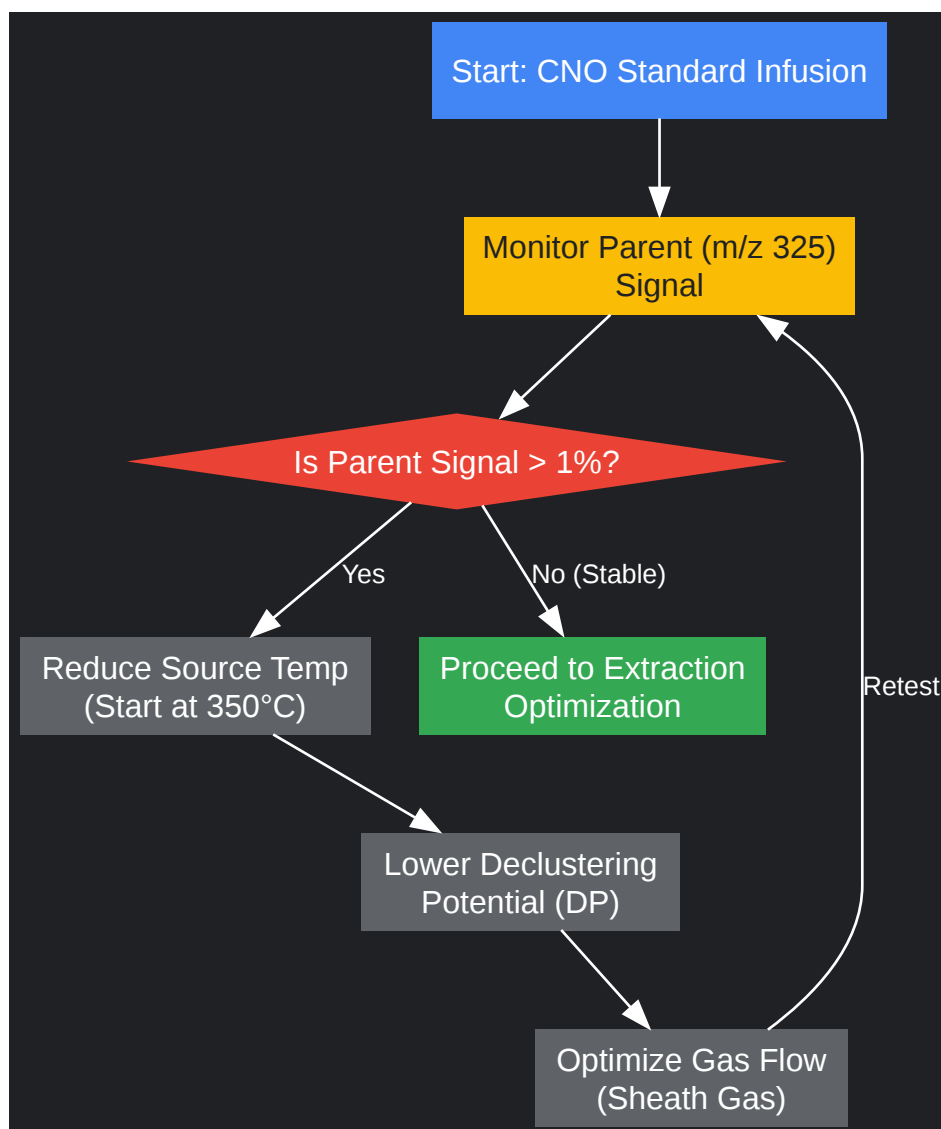 Start: CNO Standard Infusion
Monitor Parent (m/z 325)
Signal
Is Parent Signal > 1%?
Yes
No (Stable)
Reduce Source Temp
(Start at 350°C)
Proceed to Extraction
Optimization
Retest
Lower Declustering
Potential (DP)
Optimize Gas Flow
(Sheath Gas)